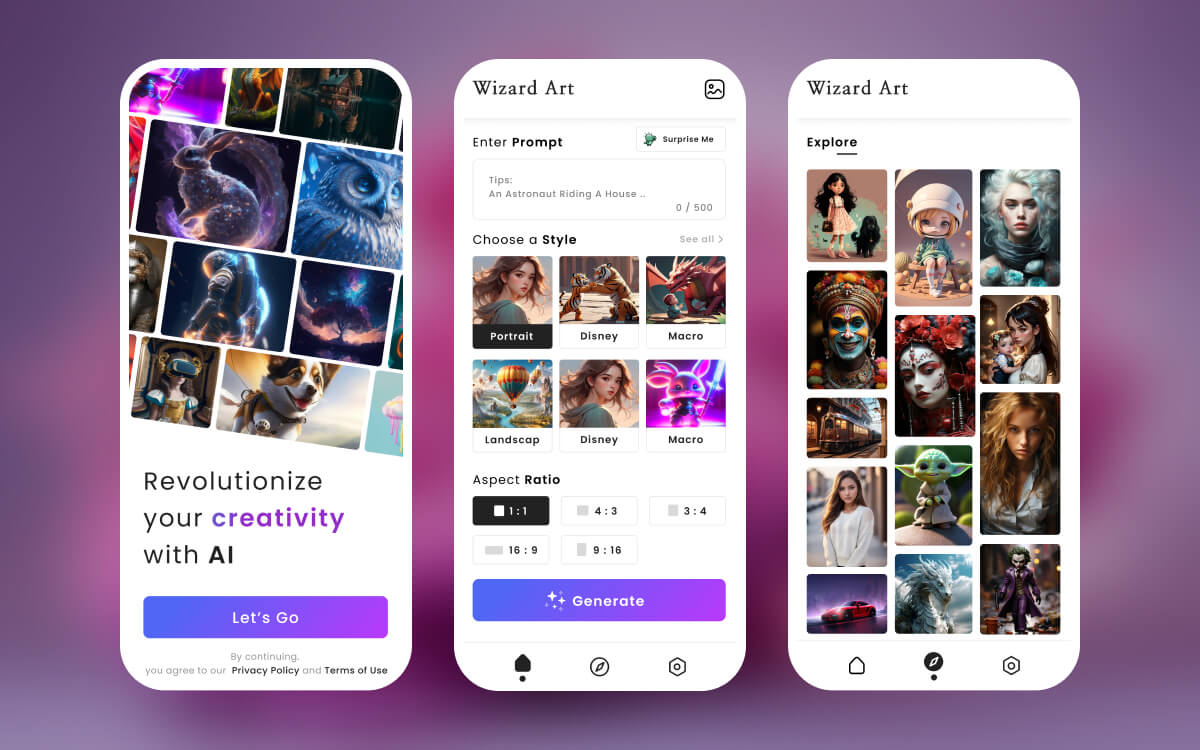 Revolutionize
your creativity
with AI
Let's Go
By continuing.
you agree to our Privacy Policy and Terms of Use
Wizard Art
Enter Prompt
Surprise Me
Tips:
An Astronaut Riding A House ..
0 / 500
Choose a Style
See all >
Portrait
Disney
Macro
Landscap
Disney
Macro
Aspect Ratio
1 : 1
4 : 3
3 : 4
16 : 9
9 : 16
Generate
Wizard Art
Explore